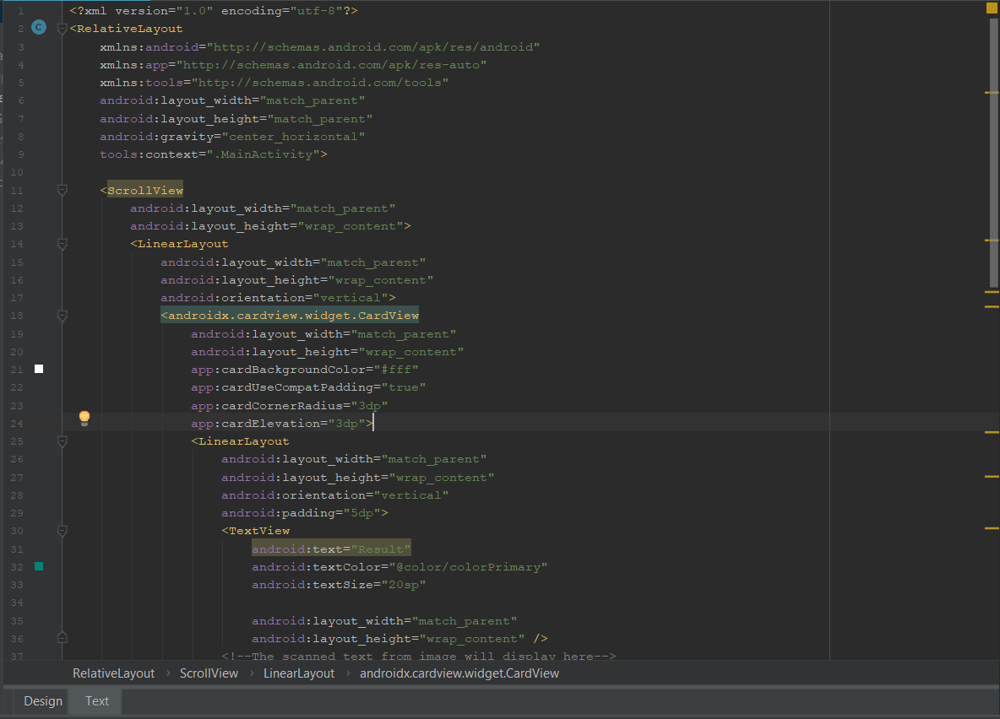 1 <?xml version="1.0" encoding="utf-8"?>
2 C <RelativeLayout
3 xmlns:android="http://schemas.android.com/apk/res/android"
4 xmlns:app="http://schemas.android.com/apk/res-auto"
5 xmlns:tools="http://schemas.android.com/tools"
6 android:layout_width="match_parent"
7 android:layout_height="match_parent"
8 android:gravity="center_horizontal"
9 tools:context=".MainActivity">
10
11 <ScrollView
12 android:layout_width="match_parent"
13 android:layout_height="wrap_content">
14 <LinearLayout
15 android:layout_width="match_parent"
16 android:layout_height="wrap_content"
17 android:orientation="vertical">
18 <androidx.cardview.widget.CardView
19 android:layout_width="match_parent"
20 android:layout_height="wrap_content"
21 app:cardBackgroundColor="#fff"
22 app:cardUseCompatPadding="true"
23 app:cardCornerRadius="3dp"
24 app:cardElevation="3dp">
25 <LinearLayout
26 android:layout_width="match_parent"
27 android:layout_height="wrap_content"
28 android:orientation="vertical"
29 android:padding="5dp">
30 <TextView
31 android:text="Result"
32 android:textColor="@color/colorPrimary"
33 android:textSize="20sp"
34
35 android:layout_width="match_parent"
36 android:layout_height="wrap_content" />
37 <!--The scanned text from image will display here-->
RelativeLayout › ScrollView › LinearLayout › androidx.cardview.widget.CardView
Design Text